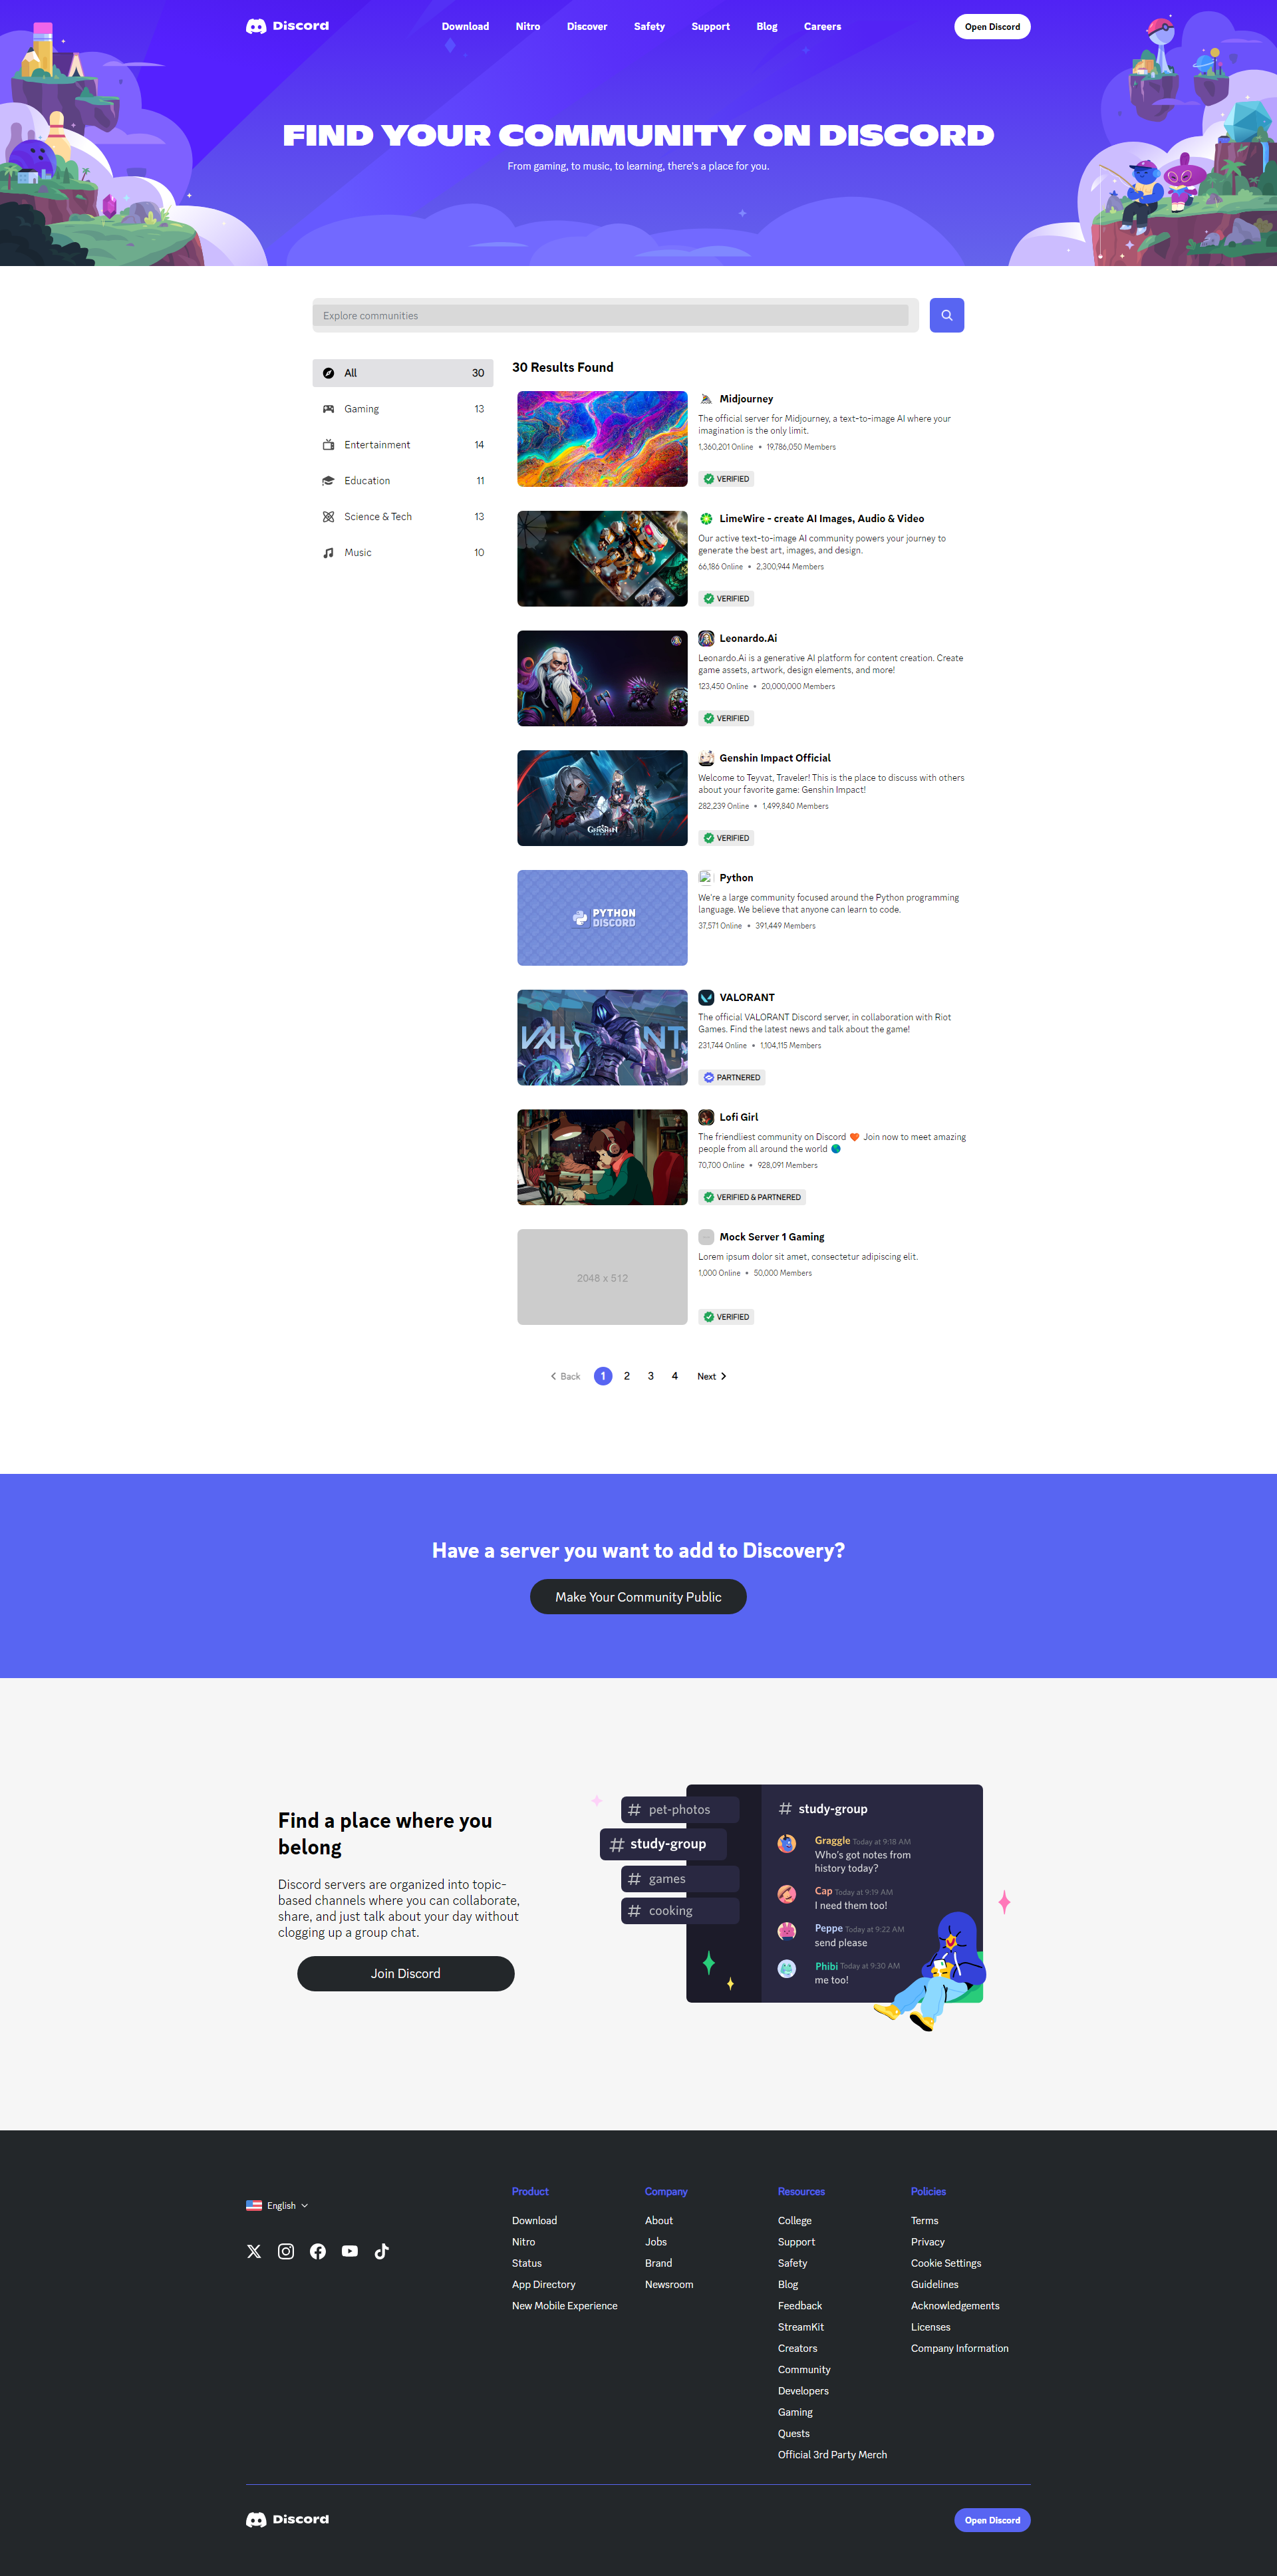 Discord
Download Nitro Discover Safety Support Blog Careers
Open Discord
FIND YOUR COMMUNITY ON DISCORD
From gaming, to music, to learning, there's a place for you.
Explore communities
All 30
Gaming 13
Entertainment 14
Education 11
Science & Tech 13
Music 10
30 Results Found
Midjourney
The official server for Midjourney, a text-to-image AI where your
imagination is the only limit.
1,360,201 Online • 19,786,050 Members
VERIFIED
LimeWire - create AI Images, Audio & Video
Our active text-to-image AI community powers your journey to
generate the best art, images, and design.
66,186 Online • 2,300,944 Members
VERIFIED
Leonardo.Ai
Leonardo.Ai is a generative AI platform for content creation. Create
game assets, artwork, design elements, and more!
123,450 Online • 20,000,000 Members
VERIFIED
GENSHIN
IMPACT
Genshin Impact Official
Welcome to Teyvat, Traveler! This is the place to discuss with others
about your favorite game: Genshin Impact!
282,239 Online • 1,499,840 Members
VERIFIED
PYTHON
DISCORD
Python
We're a large community focused around the Python programming
language. We believe that anyone can learn to code.
37,571 Online • 391,449 Members
VALORANT
VALORANT
The official VALORANT Discord server, in collaboration with Riot
Games. Find the latest news and talk about the game!
231,744 Online • 1,104,115 Members
PARTNERED
Lofi Girl
The friendliest community on Discord 🧡 Join now to meet amazing
people from all around the world 🌎
70,700 Online • 928,091 Members
VERIFIED & PARTNERED
2048 x 512
Mock Server 1 Gaming
Lorem ipsum dolor sit amet, consectetur adipiscing elit.
1,000 Online • 50,000 Members
VERIFIED
Back 1 2 3 4 Next
Have a server you want to add to Discovery?
Make Your Community Public
Find a place where you
belong
Discord servers are organized into topic-
based channels where you can collaborate,
share, and just talk about your day without
clogging up a group chat.
Join Discord
# pet-photos
# study-group
# games
# cooking
# study-group
Graggle Today at 9:18 AM
Who's got notes from
history today?
Cap Today at 9:19 AM
I need them too!
Peppe Today at 9:22 AM
send please
Phibi Today at 9:30 AM
me too!
English
Product
Download
Nitro
Status
App Directory
New Mobile Experience
Company
About
Jobs
Brand
Newsroom
Resources
College
Support
Safety
Blog
Feedback
StreamKit
Creators
Community
Developers
Gaming
Quests
Official 3rd Party Merch
Policies
Terms
Privacy
Cookie Settings
Guidelines
Acknowledgements
Licenses
Company Information
Discord
Open Discord